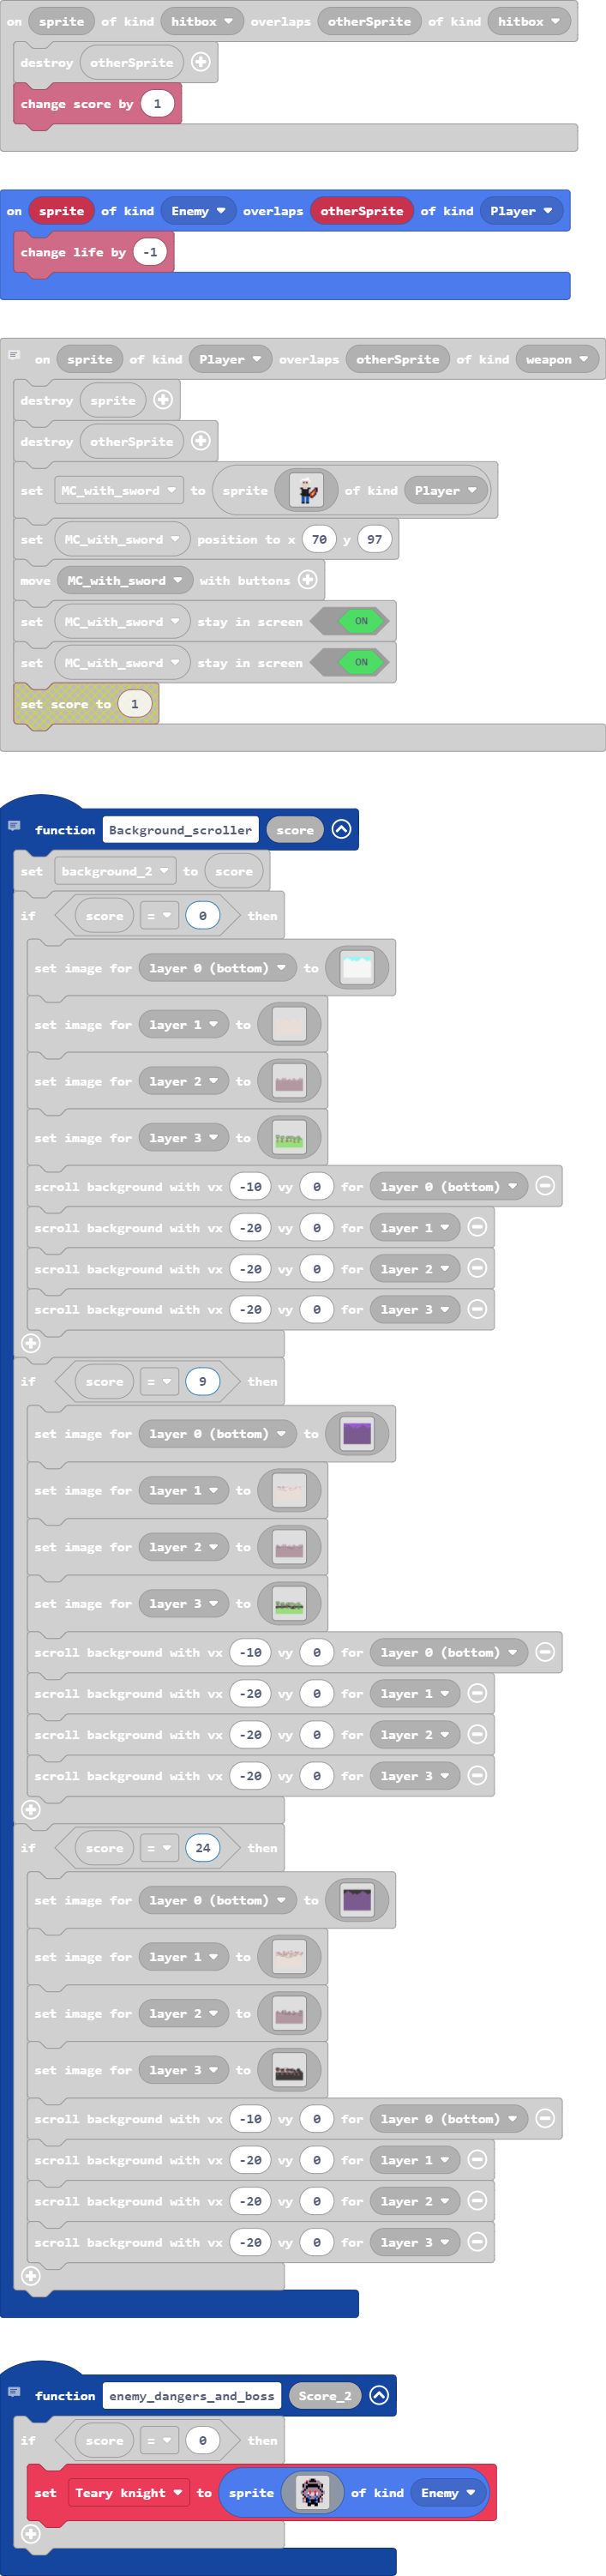 on sprite of kind hitbox overlaps otherSprite of kind hitbox
destroy otherSprite
change score by 1
on sprite of kind Enemy overlaps otherSprite of kind Player
change life by -1
on sprite of kind Player overlaps otherSprite of kind weapon
destroy sprite
destroy otherSprite
set MC_with_sword to sprite of kind Player
set MC_with_sword position to x 70 y 97
move MC_with_sword with buttons
set MC_with_sword stay in screen ON
set MC_with_sword stay in screen ON
set score to 1
function Background_scroller score
set background_2 to score
if score = 0 then
set image for layer 0 (bottom) to
set image for layer 1 to
set image for layer 2 to
set image for layer 3 to
scroll background with vx -10 vy 0 for layer 0 (bottom)
scroll background with vx -20 vy 0 for layer 1
scroll background with vx -20 vy 0 for layer 2
scroll background with vx -20 vy 0 for layer 3
if score = 9 then
set image for layer 0 (bottom) to
set image for layer 1 to
set image for layer 2 to
set image for layer 3 to
scroll background with vx -10 vy 0 for layer 0 (bottom)
scroll background with vx -20 vy 0 for layer 1
scroll background with vx -20 vy 0 for layer 2
scroll background with vx -20 vy 0 for layer 3
if score = 24 then
set image for layer 0 (bottom) to
set image for layer 1 to
set image for layer 2 to
set image for layer 3 to
scroll background with vx -10 vy 0 for layer 0 (bottom)
scroll background with vx -20 vy 0 for layer 1
scroll background with vx -20 vy 0 for layer 2
scroll background with vx -20 vy 0 for layer 3
function enemy_dangers_and_boss Score_2
if score = 0 then
set Teary knight to sprite of kind Enemy